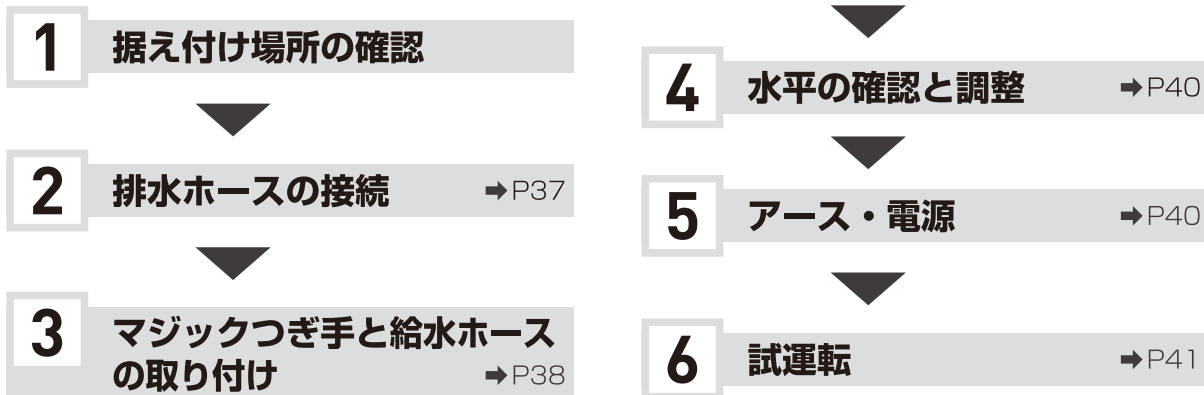 1 据え付け場所の確認
2 排水ホースの接続 ➡P37
3 マジックつぎ手と給水ホース
の取り付け ➡P38
4 水平の確認と調整 ➡P40
5 アース・電源 ➡P40
6 試運転 ➡P41